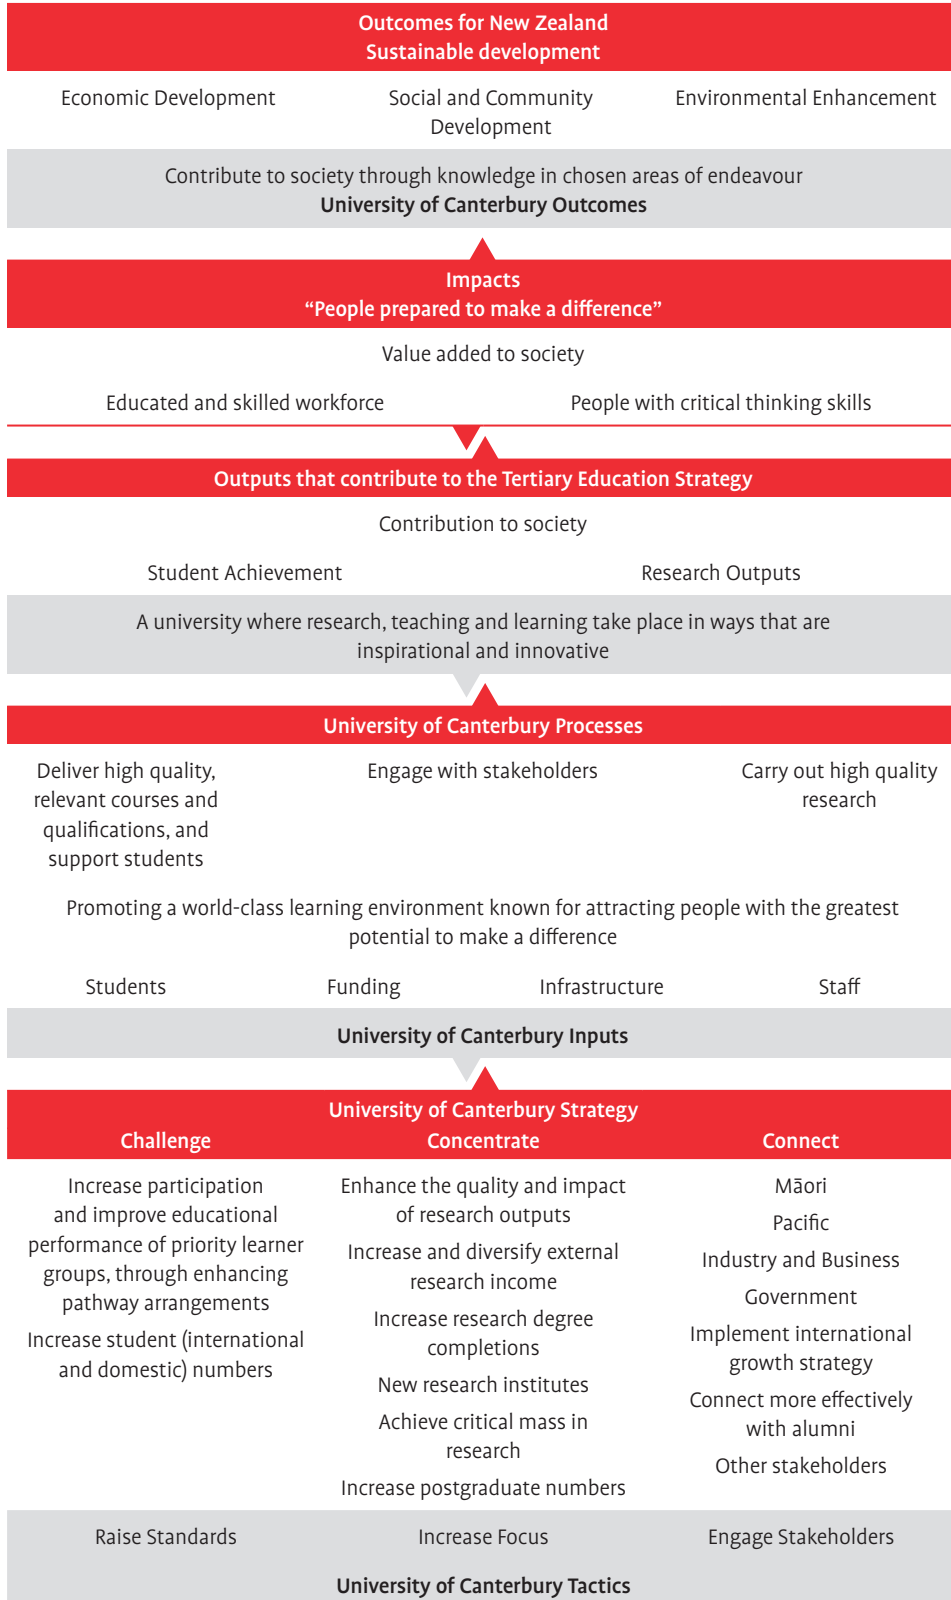 Outcomes for New Zealand
Sustainable development
Economic Development
Social and Community
Development
Environmental Enhancement
Contribute to society through knowledge in chosen areas of endeavour
University of Canterbury Outcomes
Impacts
“People prepared to make a difference”
Value added to society
Educated and skilled workforce
People with critical thinking skills
Outputs that contribute to the Tertiary Education Strategy
Contribution to society
Student Achievement
Research Outputs
A university where research, teaching and learning take place in ways that are
inspirational and innovative
University of Canterbury Processes
Deliver high quality,
relevant courses and
qualifications, and
support students
Engage with stakeholders
Carry out high quality
research
Promoting a world-class learning environment known for attracting people with the greatest
potential to make a difference
Students
Funding
Infrastructure
Staff
University of Canterbury Inputs
University of Canterbury Strategy
Challenge
Increase participation
and improve educational
performance of priority learner
groups, through enhancing
pathway arrangements
Increase student (international
and domestic) numbers
Concentrate
Enhance the quality and impact
of research outputs
Increase and diversify external
research income
Increase research degree
completions
New research institutes
Achieve critical mass in
research
Increase postgraduate numbers
Connect
Māori
Pacific
Industry and Business
Government
Implement international
growth strategy
Connect more effectively
with alumni
Other stakeholders
Raise Standards
Increase Focus
Engage Stakeholders
University of Canterbury Tactics